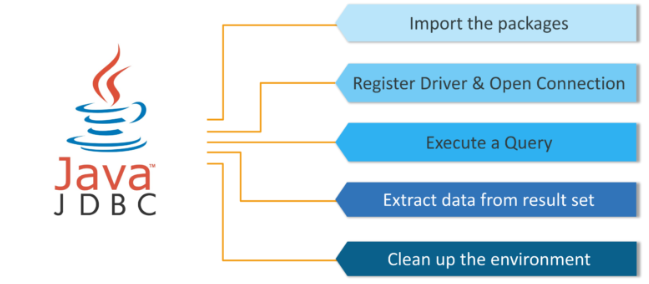 Java™
JDBC
Import the packages
Register Driver & Open Connection
Execute a Query
Extract data from result set
Clean up the environment